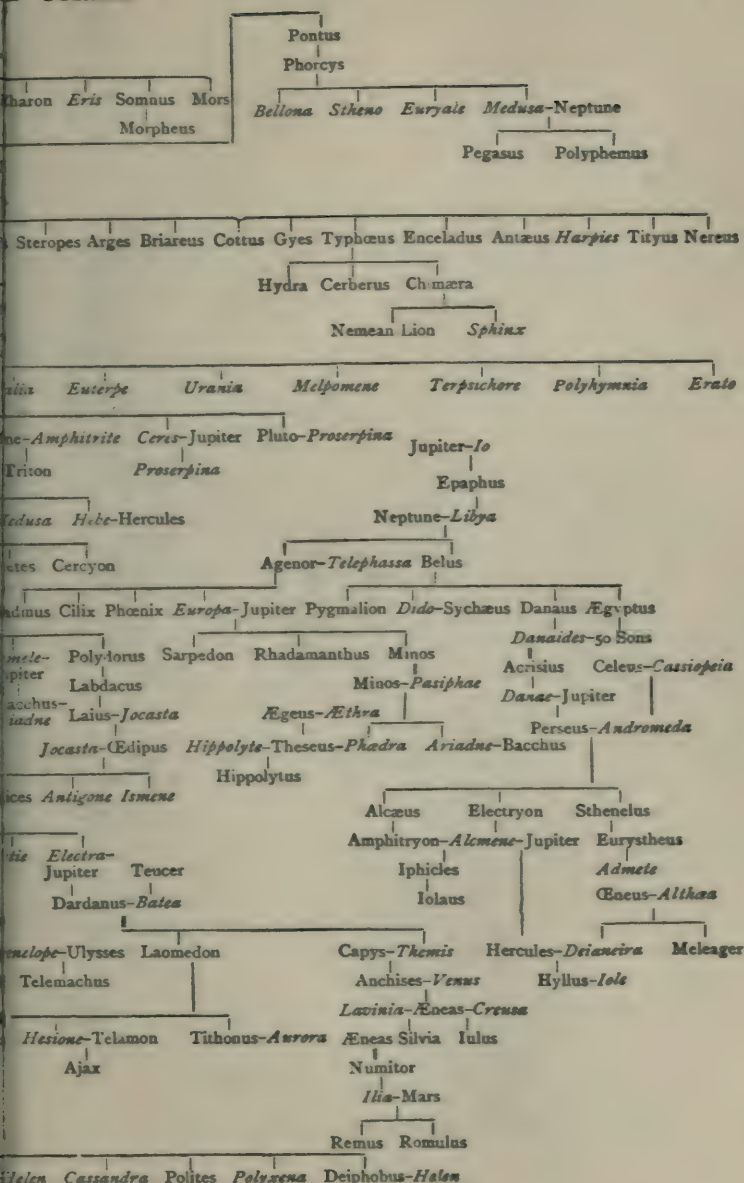 Pontus
Phorcys
Eris Somnus Mors
Bellona Stheno Euryale Medusa-Neptune
Morpheus
Pegasus Polyphemus
Steropes Arges Briareus Cottus Gyes Typhœus Enceladus Antæus Harpies Tityus Nereus
Hydra Cerberus Chimæra
Nemean Lion Sphinx
Euterpe Urania Melpomene Terpsichore Polyhymnia Erato
Amphitrite Ceres-Jupiter Pluto-Proserpina
Jupiter-Io
Triton Proserpina
Epaphus
Hebe-Hercules Neptune-Libya
Cercyon Agenor-Telephassa Belus
Cilix Phœnix Europa-Jupiter Pygmalion Dido-Sychæus Danaus Ægyptus
Danaides-50 Sons
Polydorus Sarpedon Rhadamanthus Minos
Acrisius Celeus-Cassiopeia
Labdacus Minos-Pasiphae
Danae-Jupiter
Laius-Jocasta Ægeus-Æthra
Perseus-Andromeda
Jocasta-Œdipus Hippolyte-Theseus-Phædra Ariadne-Bacchus
Hippolytus
Antigone Ismene
Alcæus Electryon Sthenelus
Electra- Amphitryon-Alcmene-Jupiter Eurystheus
Jupiter Teucer Iphicles Admete
Dardanus-Batea Iolaus Œneus-Althæa
Ulysses Laomedon Capys-Themis Hercules-Deianeira Meleager
Telemachus Anchises-Venus Hyllus-Iole
Lavinia-Æneas-Creusa
Hesione-Telamon Tithonus-Aurora Æneas Silvia Iulus
Ajax Numitor
Ilia-Mars
Remus Romulus
Helen Cassandra Polites Polyxena Deiphobus-Helen